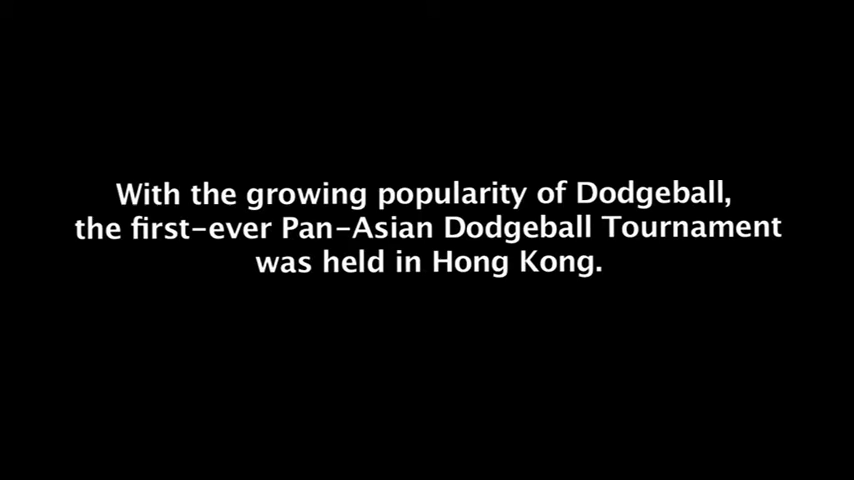 With the growing popularity of Dodgeball,
the first-ever Pan-Asian Dodgeball Tournament
was held in Hong Kong.